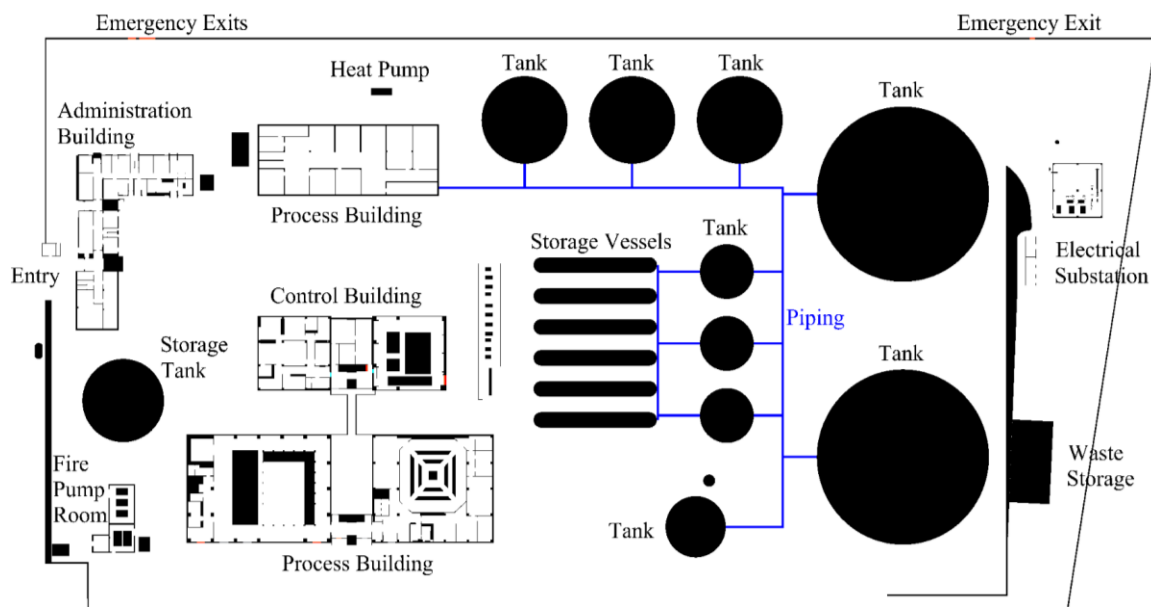 Emergency Exits
Emergency Exit
Heat Pump
Tank
Tank
Tank
Tank
Administration
Building
Process Building
Tank
Storage Vessels
Entry
Electrical
Substation
Control Building
Piping
Storage
Tank
Tank
Tank
Fire
Pump
Room
Waste
Storage
Tank
Process Building